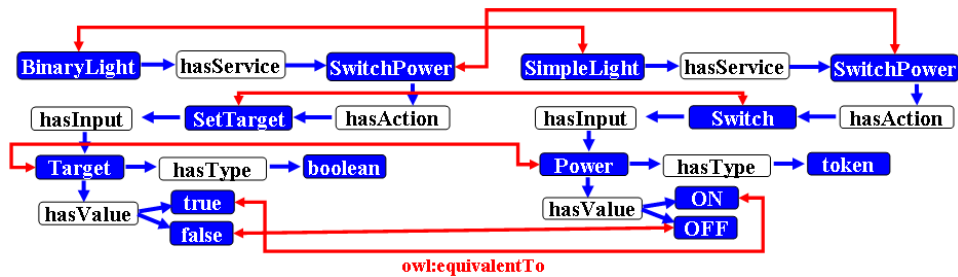 BinaryLight hasService SwitchPower SimpleLight hasService SwitchPower
hasInput SetTarget hasAction hasInput Switch hasAction
Target hasType boolean Power hasType token
hasValue true hasValue ON
false OFF
owl:equivalentTo